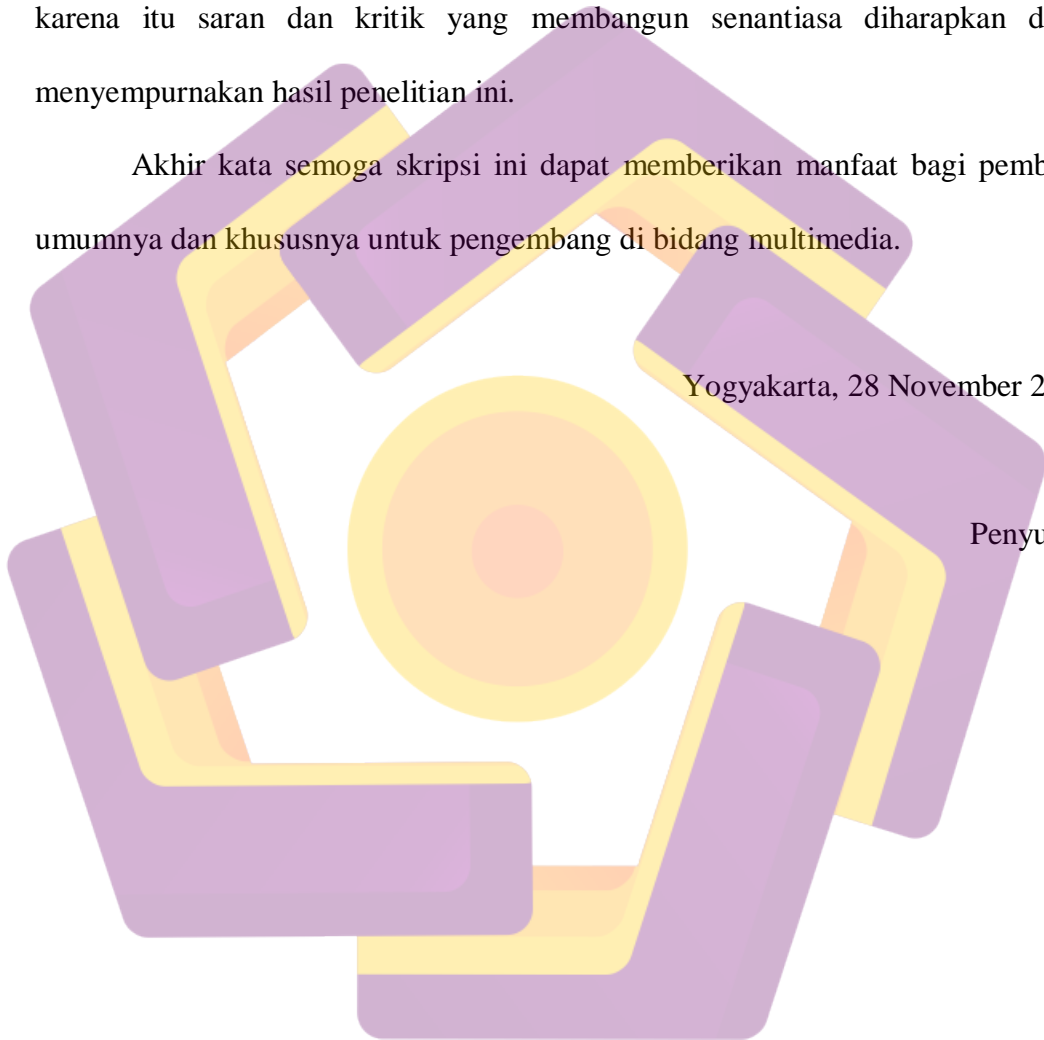 karena itu saran dan kritik yang membangun senantiasa diharapkan d
menyempurnakan hasil penelitian ini.
Akhir kata semoga skripsi ini dapat memberikan manfaat bagi pemb
umumnya dan khususnya untuk pengembang di bidang multimedia.
Yogyakarta, 28 November 2
Penyu